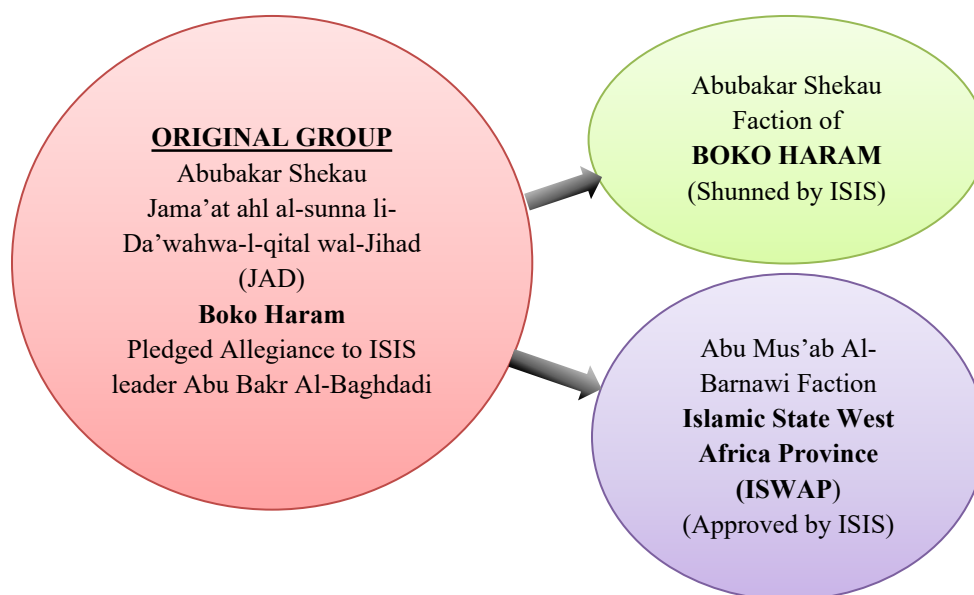 ORIGINAL GROUP
Abubakar Shekau
Jama’at ahl al-sunna li-
Da’wahwa-l-qital wal-Jihad
(JAD)
Boko Haram
Pledged Allegiance to ISIS
leader Abu Bakr Al-Baghdadi
Abubakar Shekau
Faction of
BOKO HARAM
(Shunned by ISIS)
Abu Mus’ab Al-
Barnawi Faction
Islamic State West
Africa Province
(ISWAP)
(Approved by ISIS)